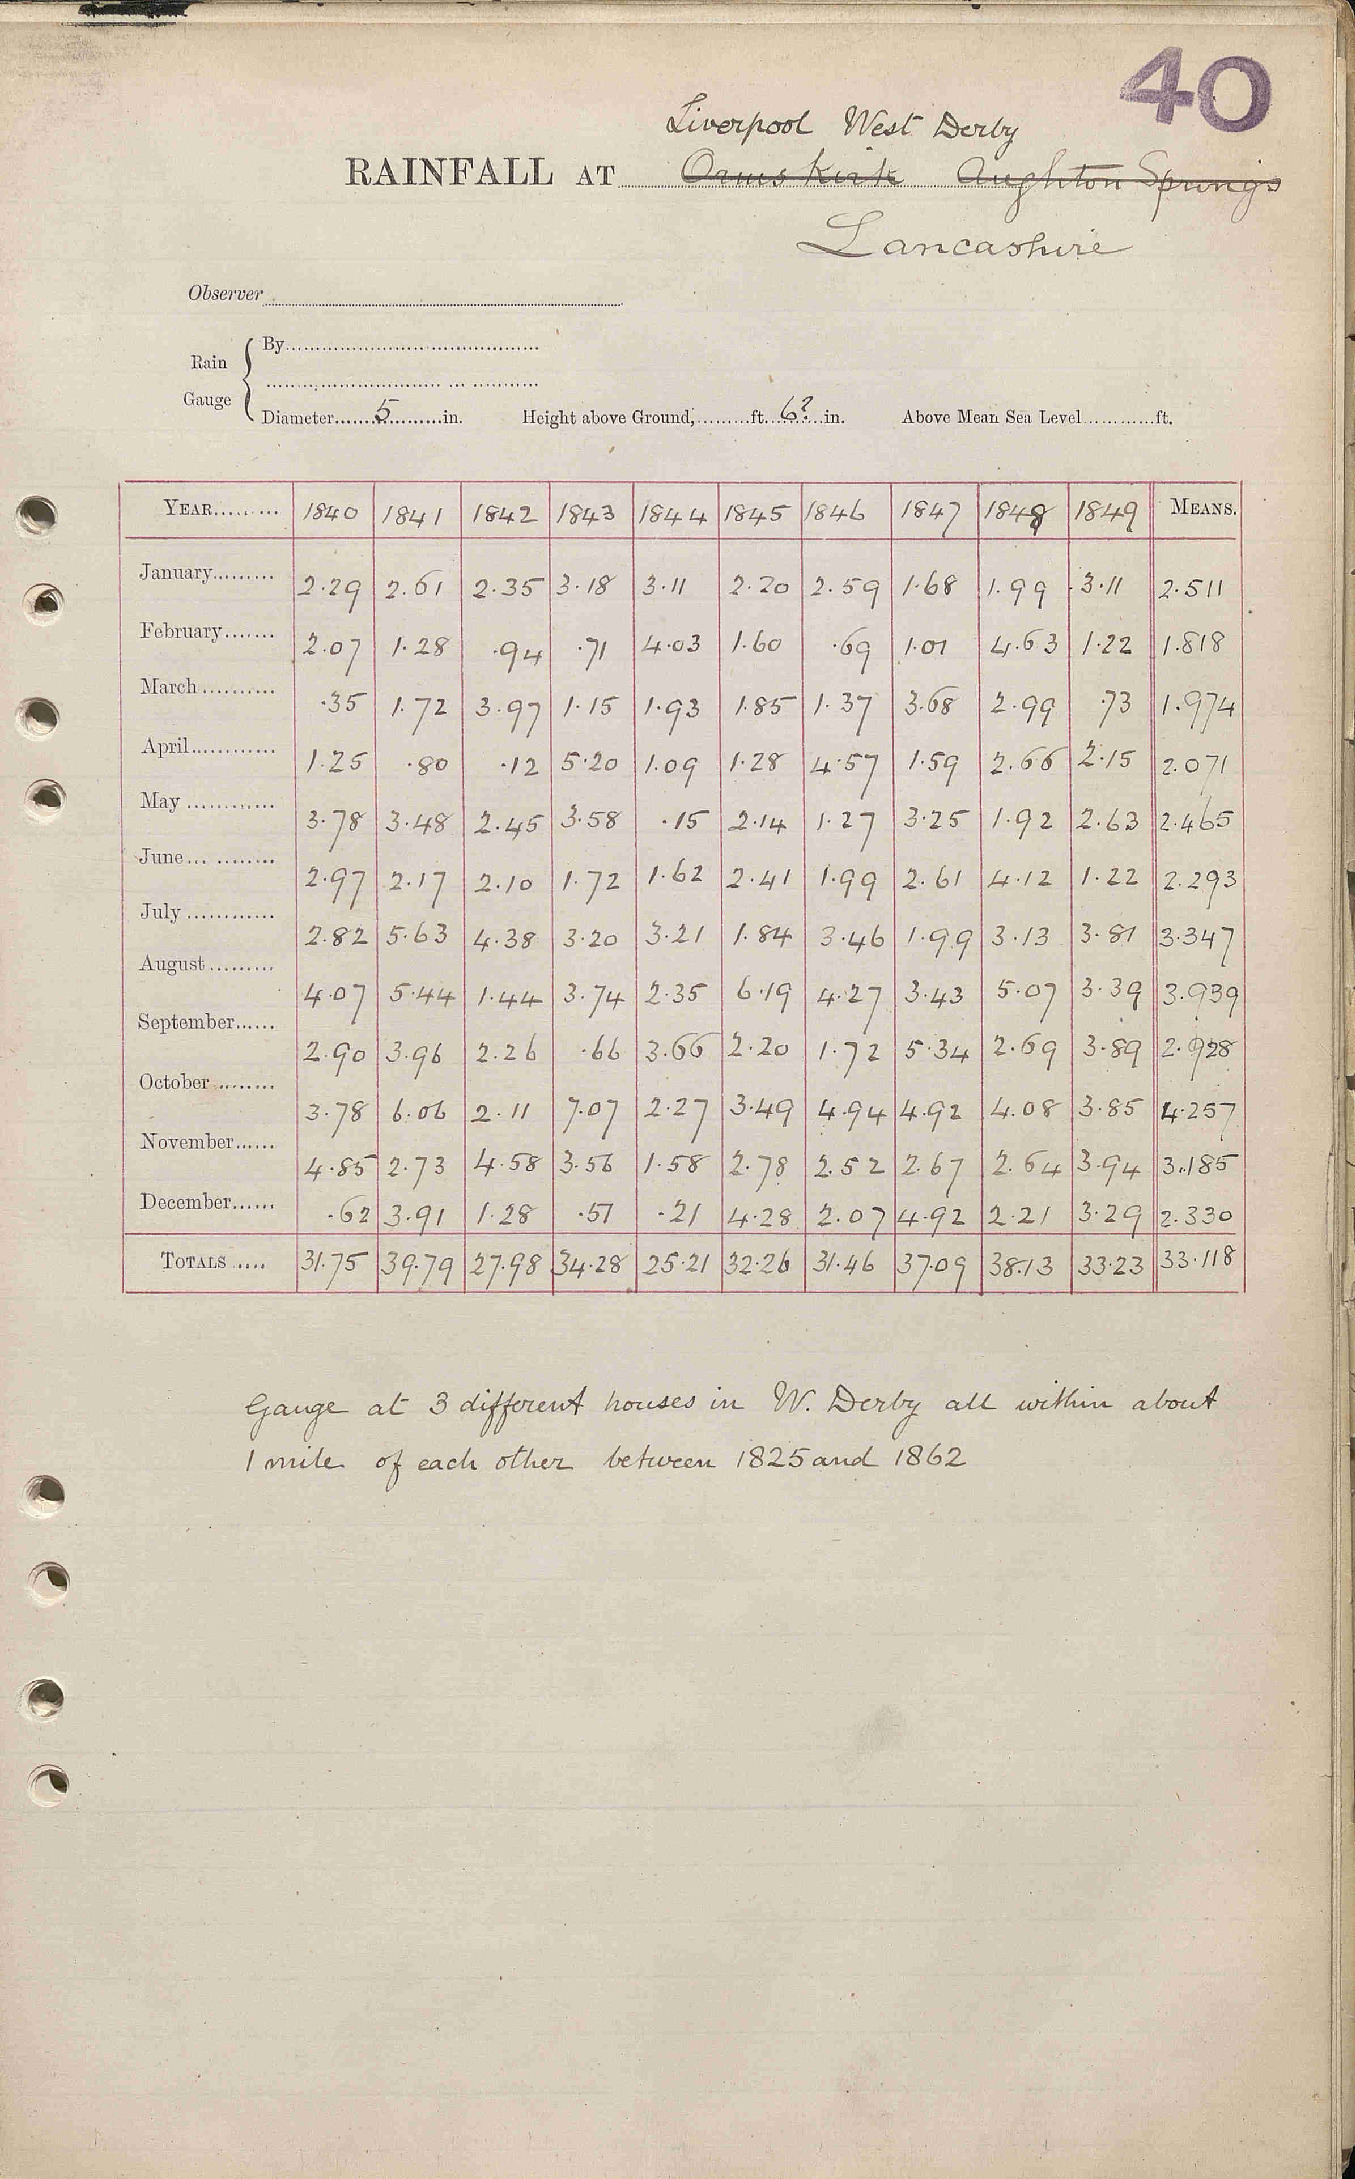 40
Liverpool West Derby
RAINFALL AT Ormskirk Aughton Springs
Lancashire
Observer
Rain Gauge { By
Diameter 5 in. Height above Ground, ft. 6? in. Above Mean Sea Level ft.
YEAR 1840 1841 1842 1843 1844 1845 1846 1847 1848 1849 MEANS.
January 2.29 2.61 2.35 3.18 3.11 2.20 2.59 1.68 1.99 3.11 2.511
February 2.07 1.28 .94 .71 4.03 1.60 .69 1.01 4.63 1.22 1.818
March .35 1.72 3.97 1.15 1.93 1.85 1.37 3.68 2.99 .73 1.974
April 1.25 .80 .12 5.20 1.09 1.28 4.57 1.59 2.66 2.15 2.071
May 3.78 3.48 2.45 3.58 .15 2.14 1.27 3.25 1.92 2.63 2.465
June 2.97 2.17 2.10 1.72 1.62 2.41 1.99 2.61 4.12 1.22 2.293
July 2.82 5.63 4.38 3.20 3.21 1.84 3.46 1.99 3.13 3.81 3.347
August 4.07 5.44 1.44 3.74 2.35 6.19 4.27 3.43 5.07 3.39 3.939
September 2.90 3.96 2.26 .66 3.66 2.20 1.72 5.34 2.69 3.89 2.928
October 3.78 6.06 2.11 7.07 2.27 3.49 4.94 4.92 4.08 3.85 4.257
November 4.85 2.73 4.58 3.56 1.58 2.78 2.52 2.67 2.64 3.94 3.185
December .62 3.91 1.28 .51 .21 4.28 2.07 4.92 2.21 3.29 2.330
TOTALS 31.75 39.79 27.98 34.28 25.21 32.26 31.46 37.09 38.13 33.23 33.118
Gauge at 3 different houses in W. Derby all within about
1 mile of each other between 1825 and 1862